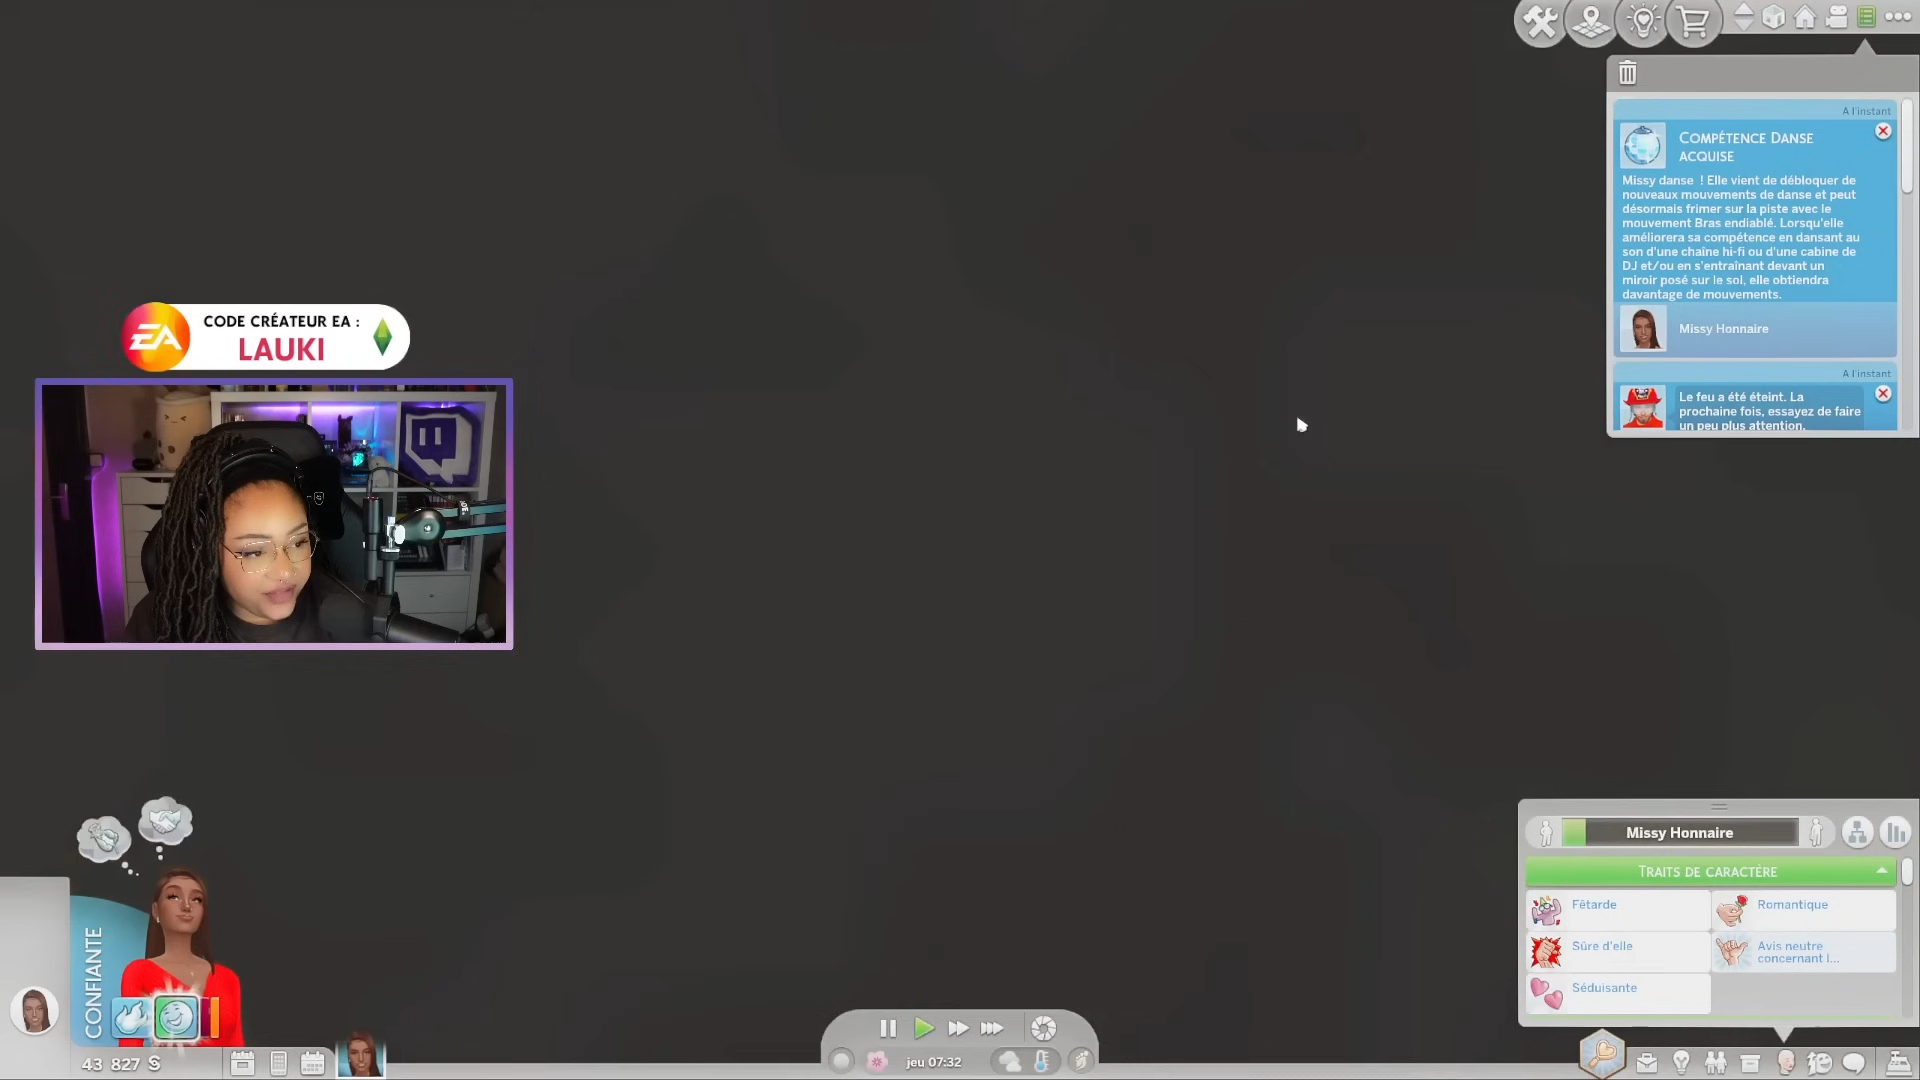 A l'instant
COMPÉTENCE DANSE
ACQUISE
Missy danse ! Elle vient de débloquer de
nouveaux mouvements de danse et peut
désormais frimer sur la piste avec le
mouvement Bras endiablé. Lorsqu'elle
améliorera sa compétence en dansant au
son d'une chaîne hi-fi ou d'une cabine de
DJ et/ou en s'entraînant devant un
miroir posé sur le sol, elle obtiendra
davantage de mouvements.
Missy Honnaire
A l'instant
Le feu a été éteint. La
prochaine fois, essayez de faire
un peu plus attention.
EA
CODE CRÉATEUR EA :
LAUKI
Missy Honnaire
TRAITS DE CARACTÈRE
Fêtarde
Romantique
Sûre d'elle
Avis neutre
concernant l...
Séduisante
CONFIANTE
43 827 S
jeu 07:32